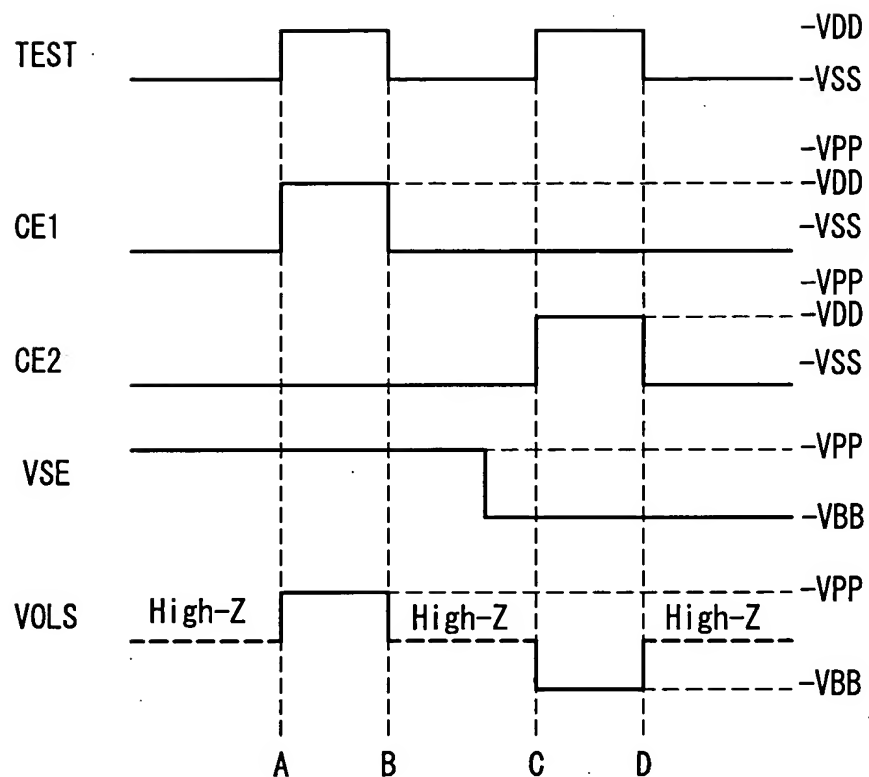 TEST
-VDD
-VSS
-VPP
-VDD
CE1
-VSS
-VPP
-VDD
CE2
-VSS
VSE
-VPP
-VBB
VOLS
High-Z
High-Z
High-Z
-VPP
-VBB
A B C D